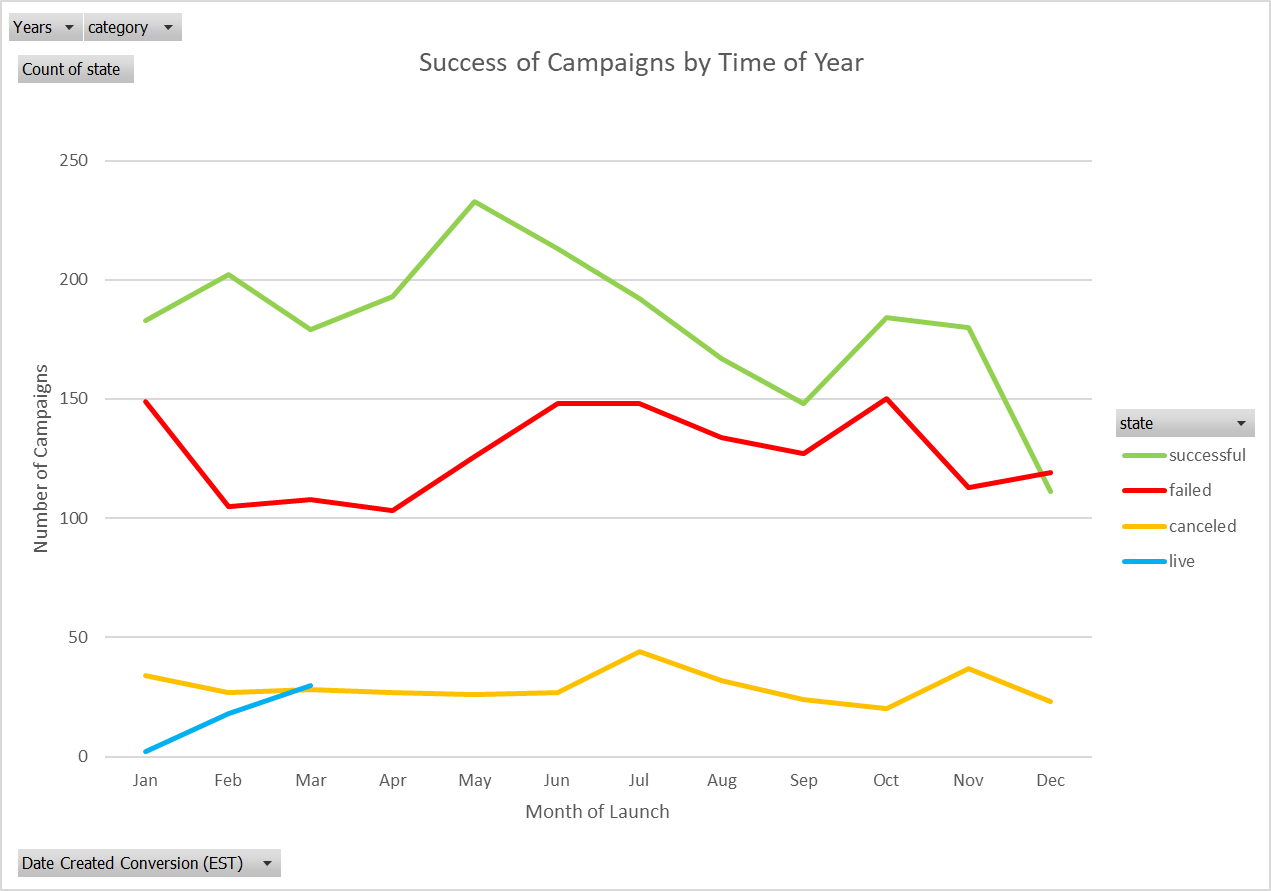 Years category
Count of state
Success of Campaigns by Time of Year
250
200
150
100
50
0
Number of Campaigns
Jan Feb Mar Apr May Jun Jul Aug Sep Oct Nov Dec
Month of Launch
state
successful
failed
canceled
live
Date Created Conversion (EST)